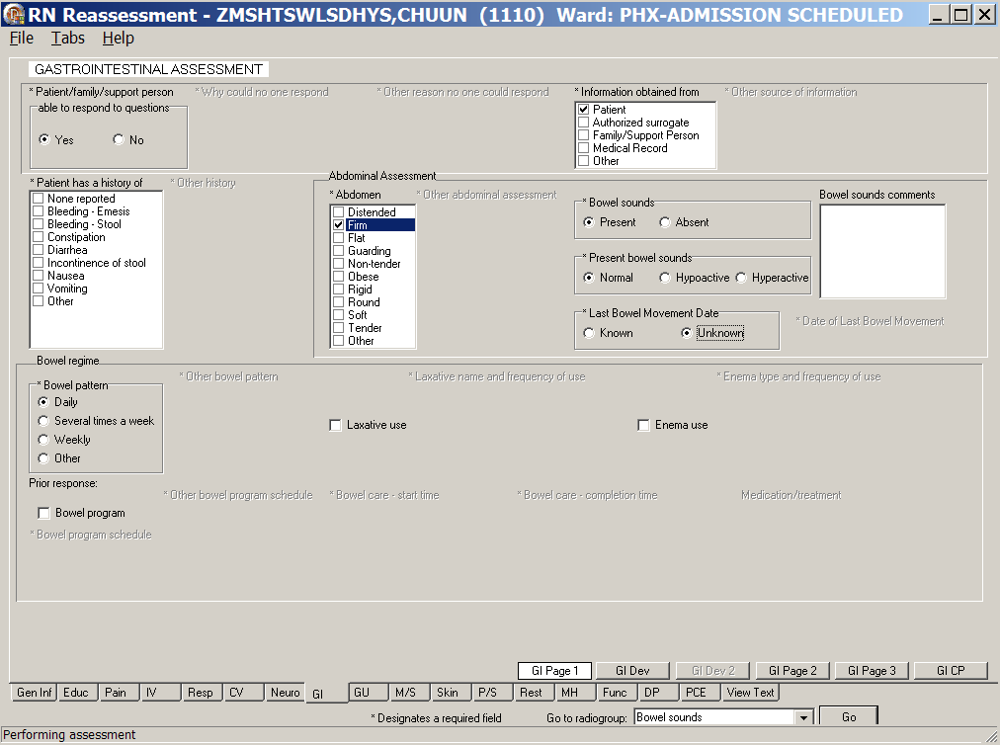 RN Reassessment - ZMSHTSWLSDHYS,CHUUN (1110) Ward: PHX-ADMISSION SCHEDULED
File Tabs Help
GASTROINTESTINAL ASSESSMENT
* Patient/family/support person
able to respond to questions
Yes No
* Why could no one respond
* Other reason no one could respond
* Information obtained from
Patient
Authorized surrogate
Family/Support Person
Medical Record
Other
* Other source of information
* Patient has a history of
None reported
Bleeding - Emesis
Bleeding - Stool
Constipation
Diarrhea
Incontinence of stool
Nausea
Vomiting
Other
* Other history
Abdominal Assessment
* Abdomen
Distended
Firm
Flat
Guarding
Non-tender
Obese
Rigid
Round
Soft
Tender
Other
* Other abdominal assessment
* Bowel sounds
Present Absent
* Present bowel sounds
Normal Hypoactive Hyperactive
* Last Bowel Movement Date
Known Unknown
Bowel sounds comments
* Date of Last Bowel Movement
Bowel regime
* Bowel pattern
Daily
Several times a week
Weekly
Other
* Other bowel pattern
* Laxative name and frequency of use
* Enema type and frequency of use
Laxative use
Enema use
Prior response:
Bowel program
* Bowel program schedule
* Other bowel program schedule
* Bowel care - start time
* Bowel care - completion time
Medication/treatment
GI Page 1 GI Dev GI Dev 2 GI Page 2 GI Page 3 GI CP
Gen Inf Educ Pain IV Resp CV Neuro GI GU M/S Skin P/S Rest MH Func DP PCE View Text
* Designates a required field Go to radiogroup: Bowel sounds Go
Performing assessment